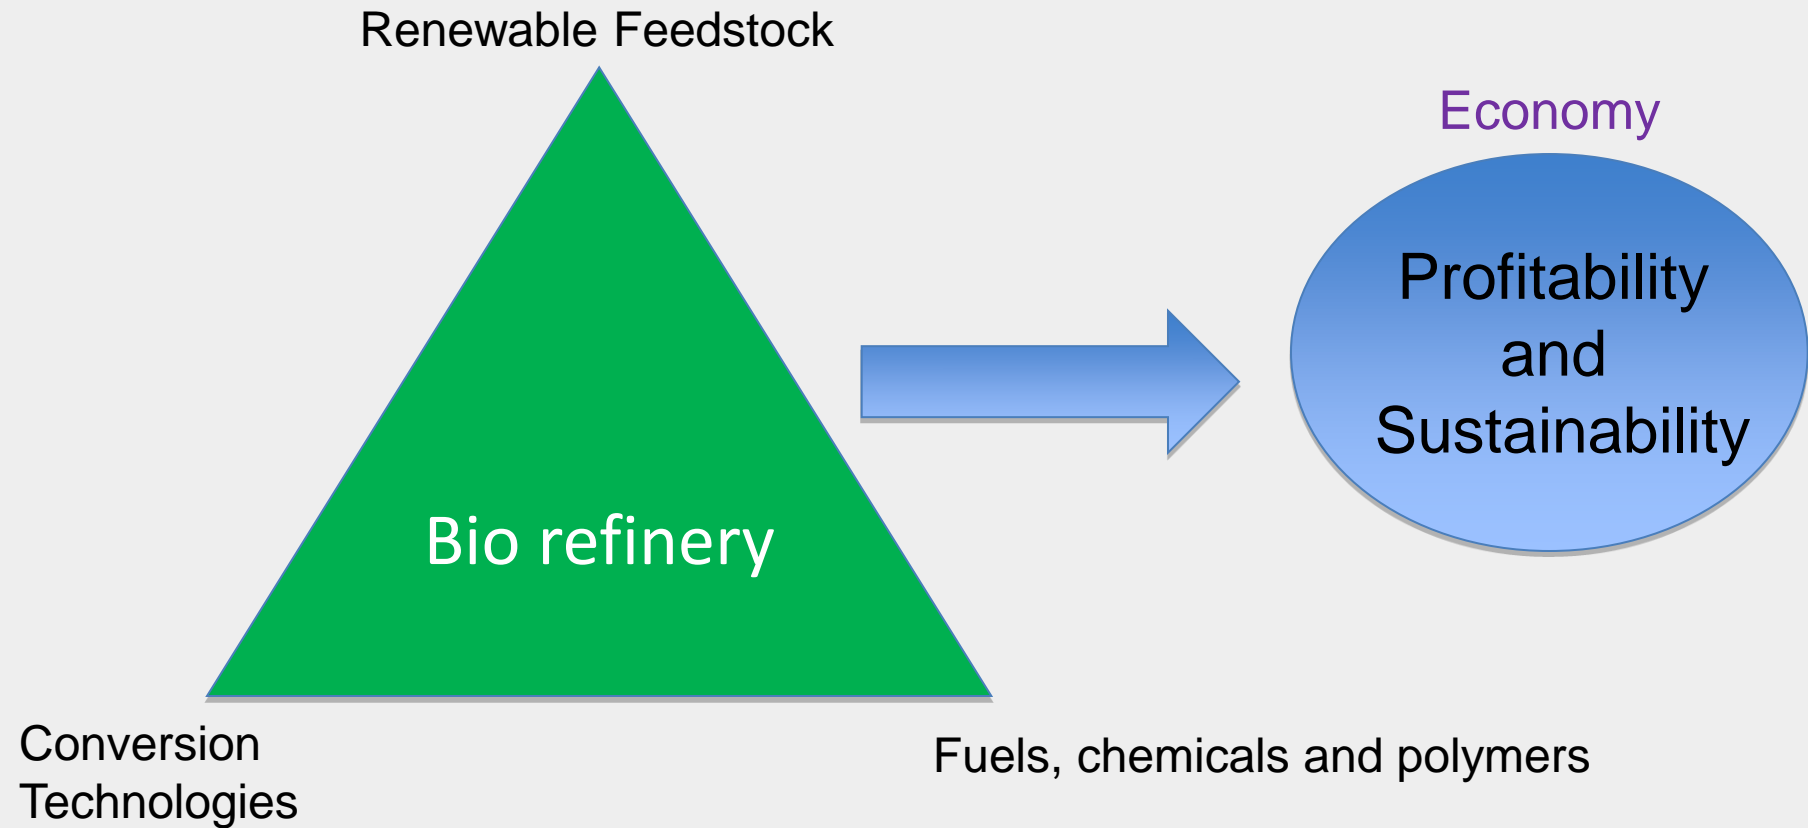 Renewable Feedstock
Economy
Profitability
and
Sustainability
Bio refinery
Conversion
Technologies
Fuels, chemicals and polymers